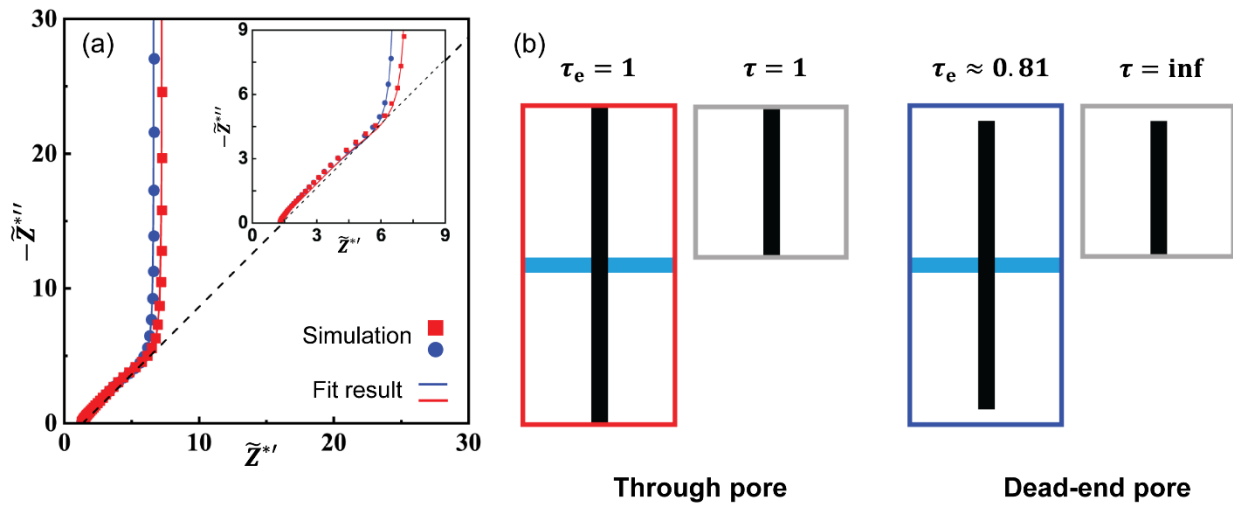 (a)
30
20
10
0
0
10
20
30
−Z̃*′′
Z̃*′
9
6
3
0
0
3
6
9
−Z̃*′′
Z̃*′
Simulation
Fit result
(b)
τe = 1
τ = 1
τe ≈ 0.81
τ = inf
Through pore
Dead-end pore